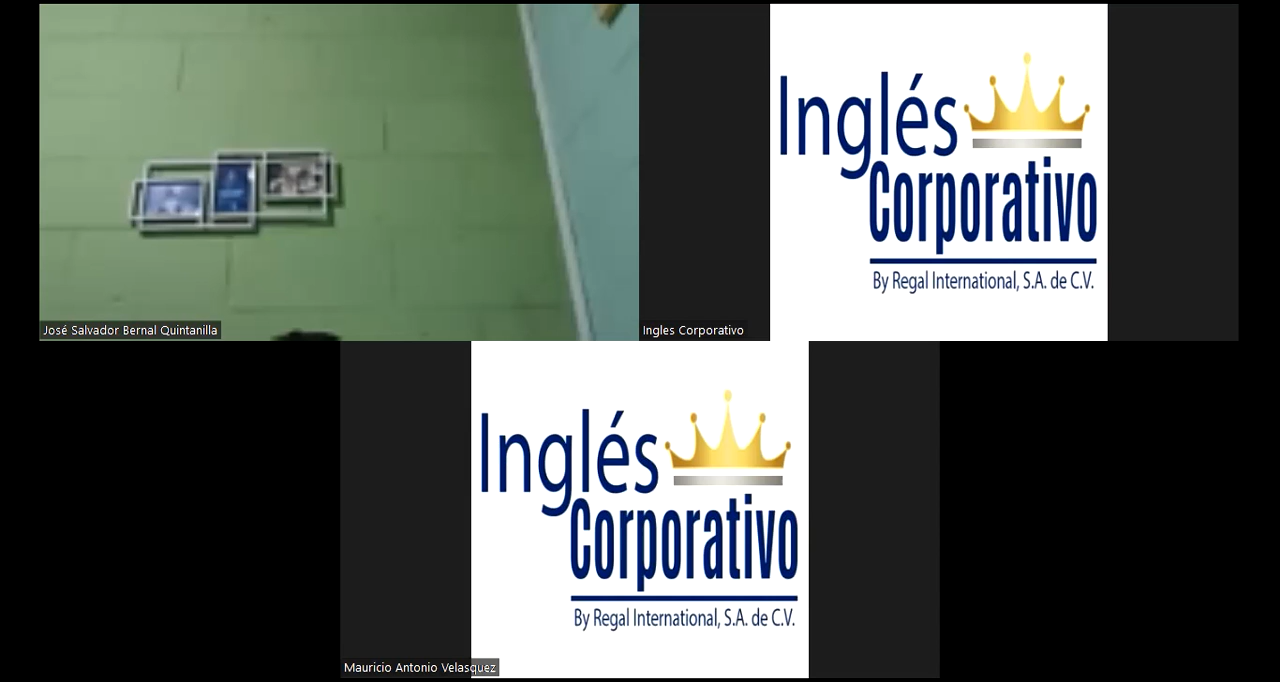 José Salvador Bernal Quintanilla
Inglés
Corporativo
By Regal International, S.A. de C.V.
Ingles Corporativo
Inglés
Corporativo
By Regal International, S.A. de C.V.
Mauricio Antonio Velasquez